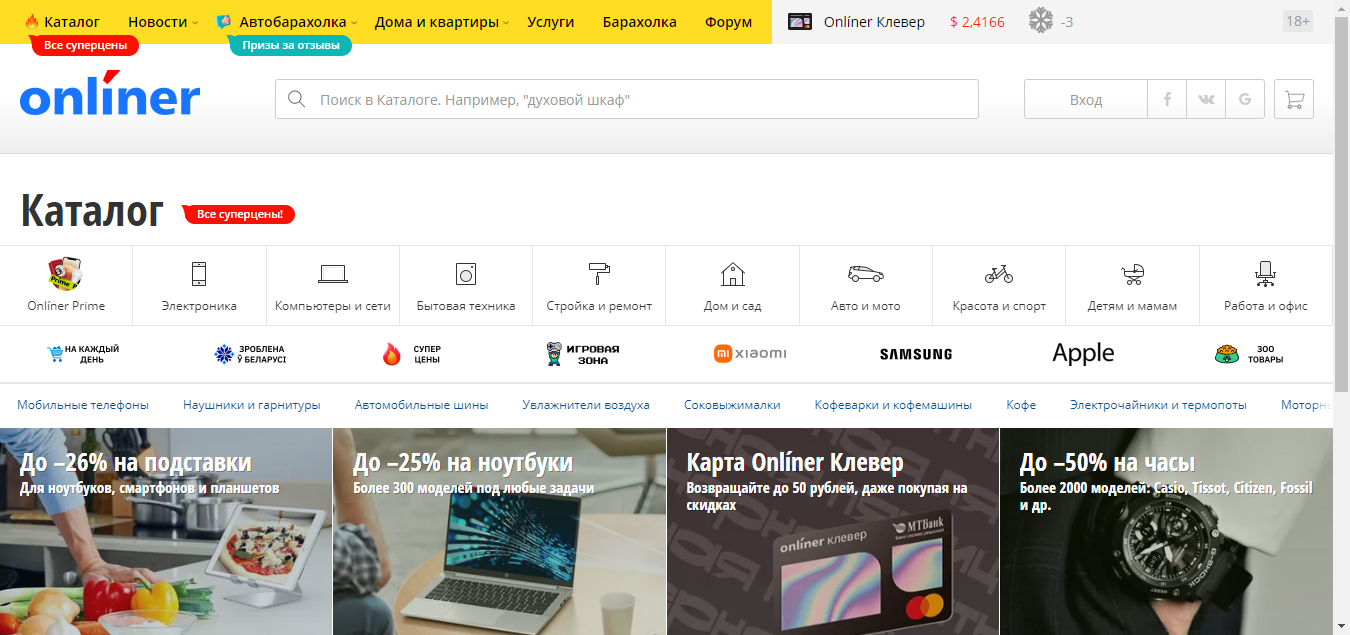 Каталог Новости Автобарахолка Дома и квартиры Услуги Барахолка Форум Onlíner Клевер $ 2,4166 -3 18+
Все суперцены Призы за отзывы
onlíner
Поиск в Каталоге. Например, "духовой шкаф"
Вход
Каталог
Все суперцены!
Onlíner Prime Электроника Компьютеры и сети Бытовая техника Стройка и ремонт Дом и сад Авто и мото Красота и спорт Детям и мамам Работа и офис
НА КАЖДЫЙ
ДЕНЬ
ЗРОБЛЕНА
Ў БЕЛАРУСІ
СУПЕР
ЦЕНЫ
ИГРОВАЯ
ЗОНА
xiaomi
SAMSUNG
Apple
ЗОО
ТОВАРЫ
Мобильные телефоны Наушники и гарнитуры Автомобильные шины Увлажнители воздуха Соковыжималки Кофеварки и кофемашины Кофе Электрочайники и термопоты Моторн
До –26% на подставки
Для ноутбуков, смартфонов и планшетов
До –25% на ноутбуки
Более 300 моделей под любые задачи
Карта Onlíner Клевер
Возвращайте до 50 рублей, даже покупая на
скидках
onlíner клевер
МТБанк
До –50% на часы
Более 2000 моделей: Casio, Tissot, Citizen, Fossil
и др.
G-SHOCK